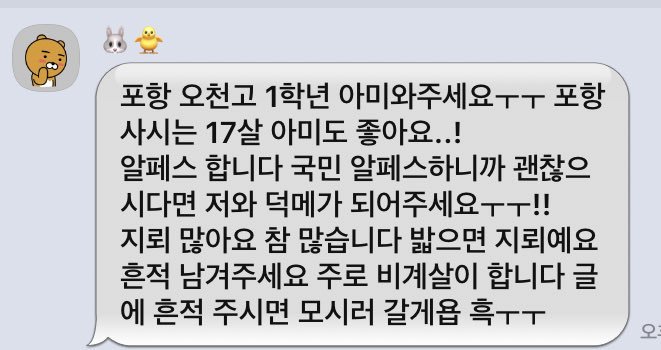 🐰🐥
포항 오천고 1학년 아미와주세요ㅜㅜ 포항
사시는 17살 아미도 좋아요..!
알페스 합니다 국민 알페스하니까 괜찮으
시다면 저와 덕메가 되어주세요ㅜㅜ!!
지뢰 많아요 참 많습니다 밟으면 지뢰예요
흔적 남겨주세요 주로 비계살이 합니다 글
에 흔적 주시면 모시러 갈게욥 흑ㅜㅜ